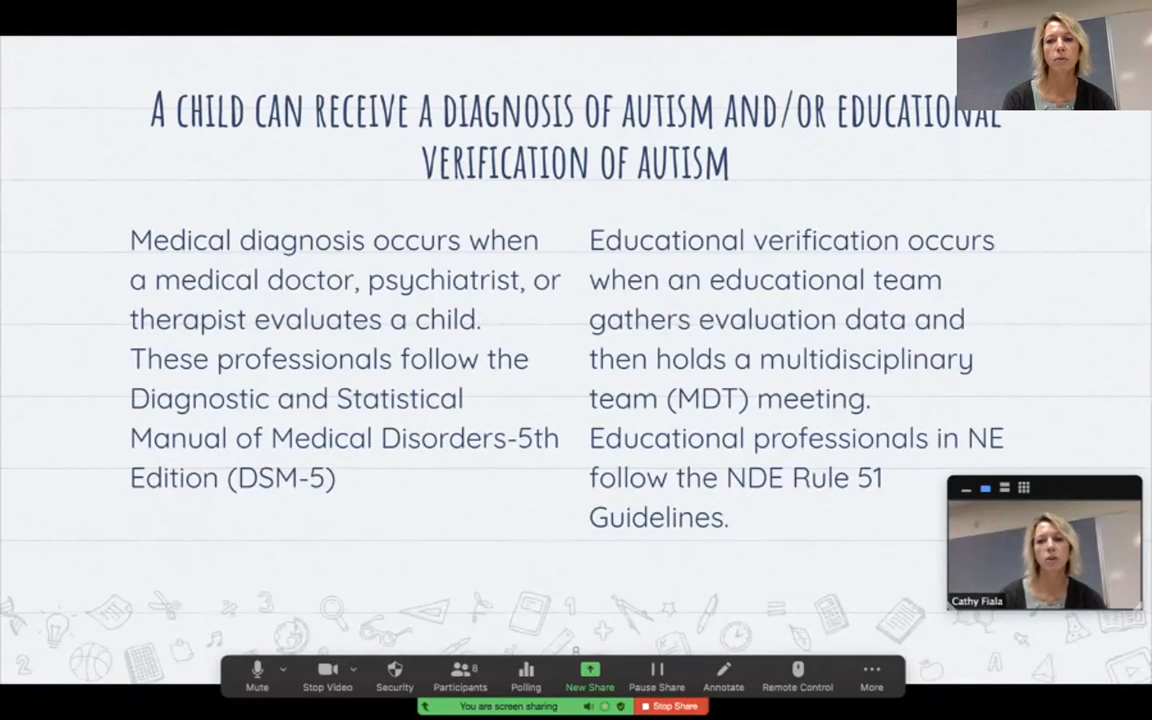 A CHILD CAN RECEIVE A DIAGNOSIS OF AUTISM AND/OR EDUCATIONAL
VERIFICATION OF AUTISM
Medical diagnosis occurs when
a medical doctor, psychiatrist, or
therapist evaluates a child.
These professionals follow the
Diagnostic and Statistical
Manual of Medical Disorders-5th
Edition (DSM-5)
Educational verification occurs
when an educational team
gathers evaluation data and
then holds a multidisciplinary
team (MDT) meeting.
Educational professionals in NE
follow the NDE Rule 51
Guidelines.
Cathy Fiala
8
Mute
Stop Video
Security
Participants 8
Polling
New Share
Pause Share
Annotate
Remote Control
More
You are screen sharing
Stop Share